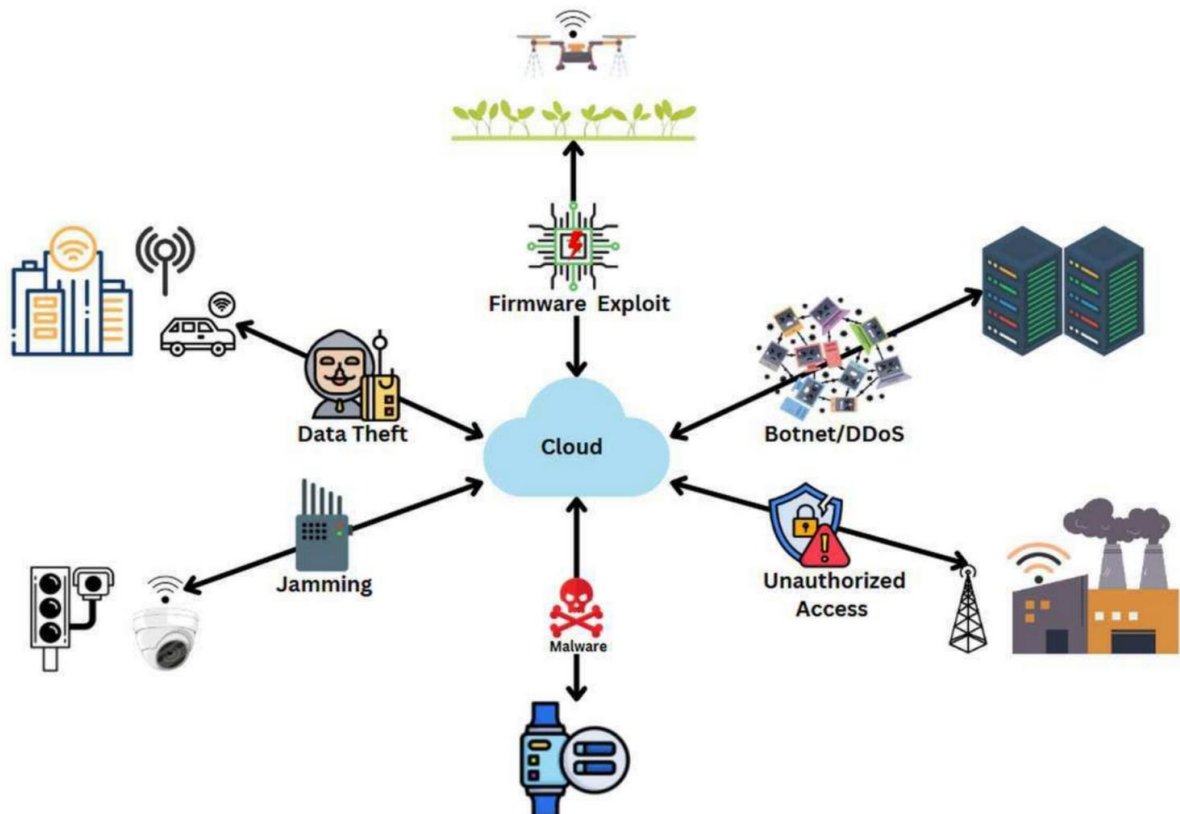 Firmware Exploit
Data Theft
Cloud
Botnet/DDoS
Jamming
Unauthorized
Access
Malware